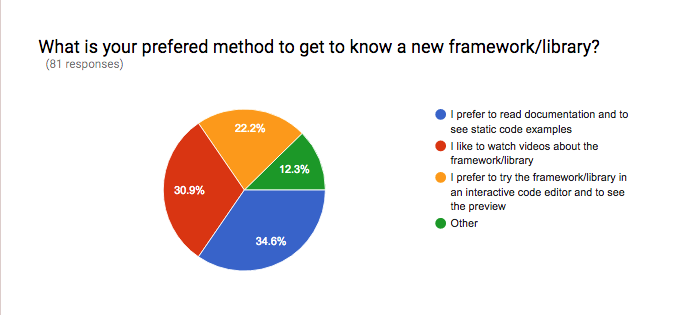 What is your prefered method to get to know a new framework/library?
(81 responses)
22.2%
12.3%
30.9%
34.6%
I prefer to read documentation and to
see static code examples
I like to watch videos about the
framework/library
I prefer to try the framework/library in
an interactive code editor and to see
the preview
Other